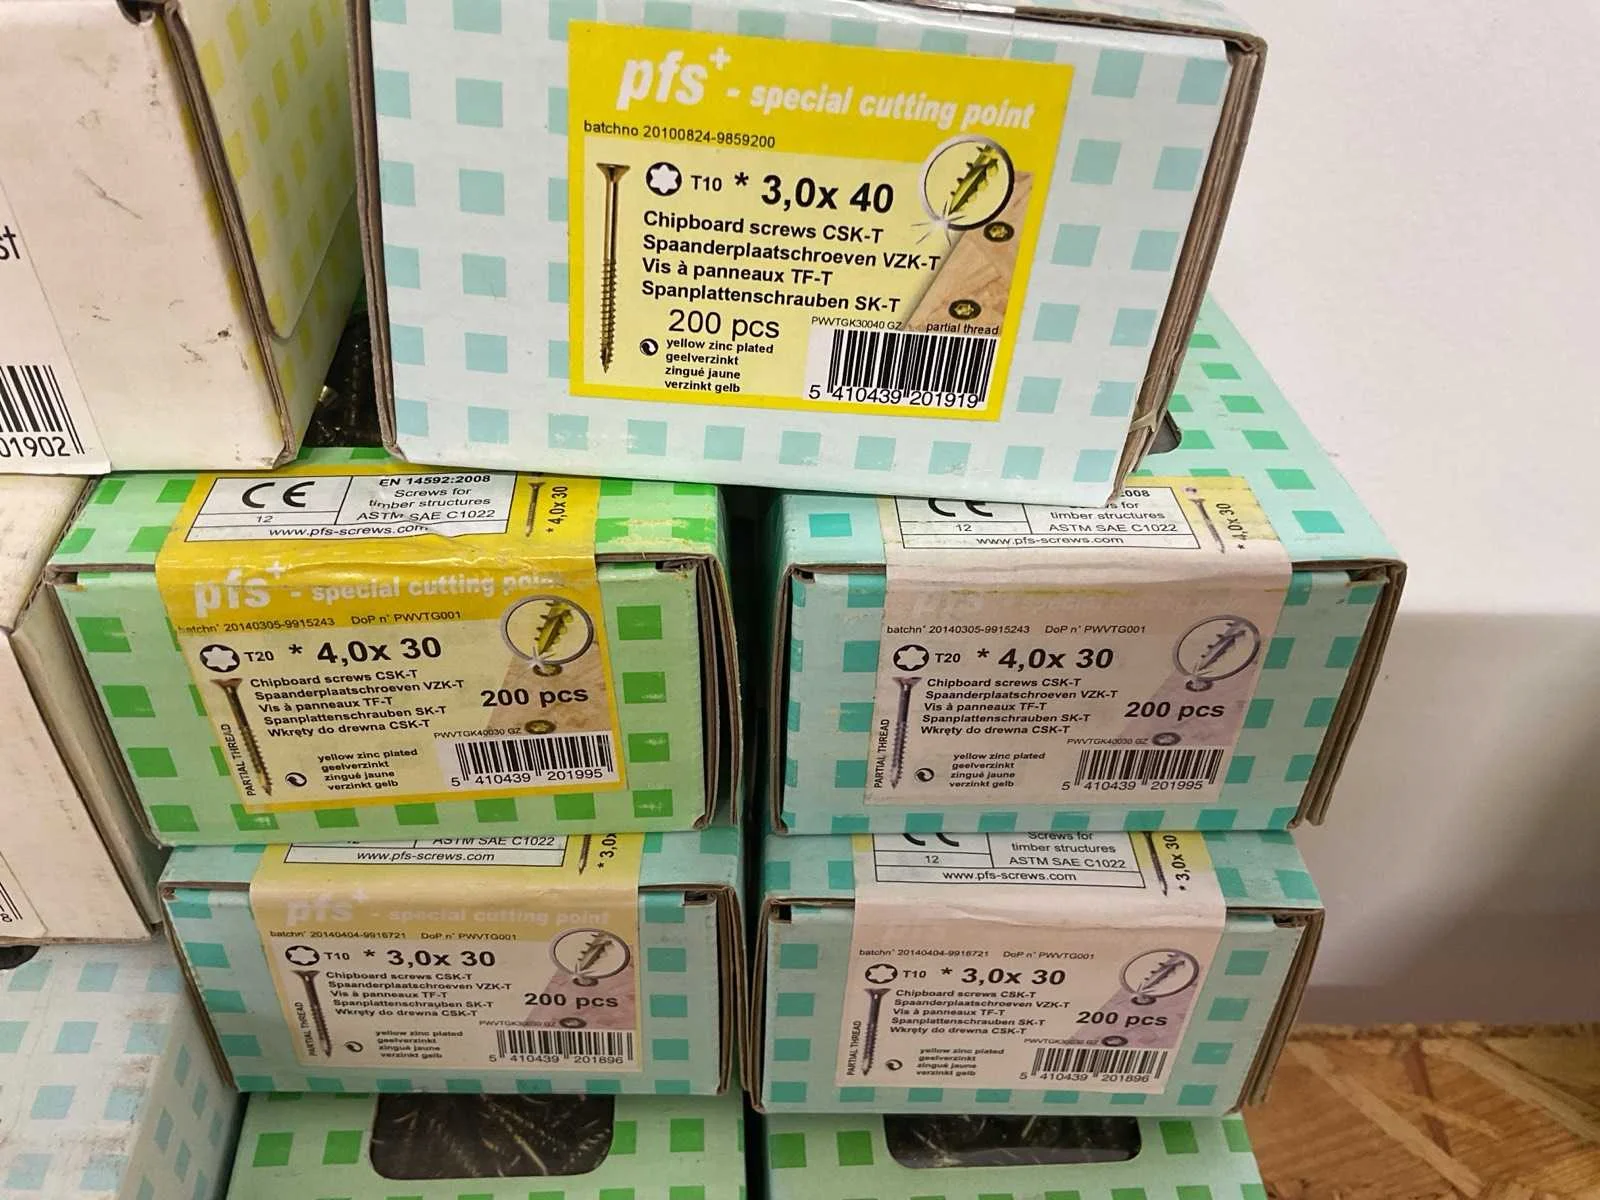 pfs+ - special cutting point
batchno 20100824-9859200
T10 * 3,0x 40
Chipboard screws CSK-T
Spaanderplaatschroeven VZK-T
Vis à panneaux TF-T
Spanplattenschrauben SK-T
200 pcs
PWVTGK30040 GZ
partial thread
yellow zinc plated
geelverzinkt
zingué jaune
verzinkt gelb
5 410439 201919
01902
CE
12
EN 14592:2008
Screws for
timber structures
ASTM SAE C1022
www.pfs-screws.com
* 4,0x 30
pfs+ - special cutting point
batchn° 20140305-9915243 DoP n° PWVTG001
T20 * 4,0x 30
Chipboard screws CSK-T
Spaanderplaatschroeven VZK-T
Vis à panneaux TF-T
Spanplattenschrauben SK-T
Wkręty do drewna CSK-T
200 pcs
PARTIAL THREAD
PWVTGK40030 GZ
yellow zinc plated
geelverzinkt
zingué jaune
verzinkt gelb
5 410439 201995
12
timber structures
ASTM SAE C1022
www.pfs-screws.com
* 4,0x 30
pfs+ - special cutting point
batchn° 20140305-9915243 DoP n° PWVTG001
T20 * 4,0x 30
Chipboard screws CSK-T
Spaanderplaatschroeven VZK-T
Vis à panneaux TF-T
Spanplattenschrauben SK-T
Wkręty do drewna CSK-T
200 pcs
PARTIAL THREAD
PWVTGK40030 GZ
yellow zinc plated
geelverzinkt
zingué jaune
verzinkt gelb
5 410439 201995
ASTM SAE C1022
www.pfs-screws.com
* 3,0x
pfs+ - special cutting point
batchn° 20140404-9916721 DoP n° PWVTG001
T10 * 3,0x 30
Chipboard screws CSK-T
Spaanderplaatschroeven VZK-T
Vis à panneaux TF-T
Spanplattenschrauben SK-T
Wkręty do drewna CSK-T
200 pcs
PARTIAL THREAD
PWVTGK30030 GZ
yellow zinc plated
geelverzinkt
zingué jaune
verzinkt gelb
5 410439 201896
12
Screws for
timber structures
ASTM SAE C1022
www.pfs-screws.com
* 3,0x 30
batchn° 20140404-9916721 DoP n° PWVTG001
T10 * 3,0x 30
Chipboard screws CSK-T
Spaanderplaatschroeven VZK-T
Vis à panneaux TF-T
Spanplattenschrauben SK-T
Wkręty do drewna CSK-T
200 pcs
PARTIAL THREAD
PWVTGK30030 GZ
yellow zinc plated
geelverzinkt
zingué jaune
verzinkt gelb
5 410439 201896